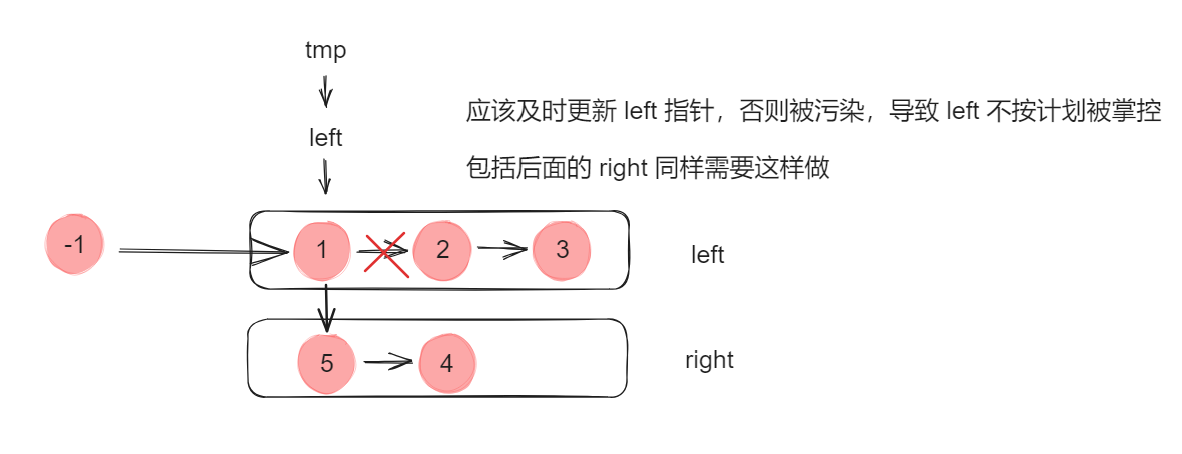 tmp
应该及时更新 left 指针，否则被污染，导致 left 不按计划被掌控
left
包括后面的 right 同样需要这样做
-1
1
2
3
left
5
4
right